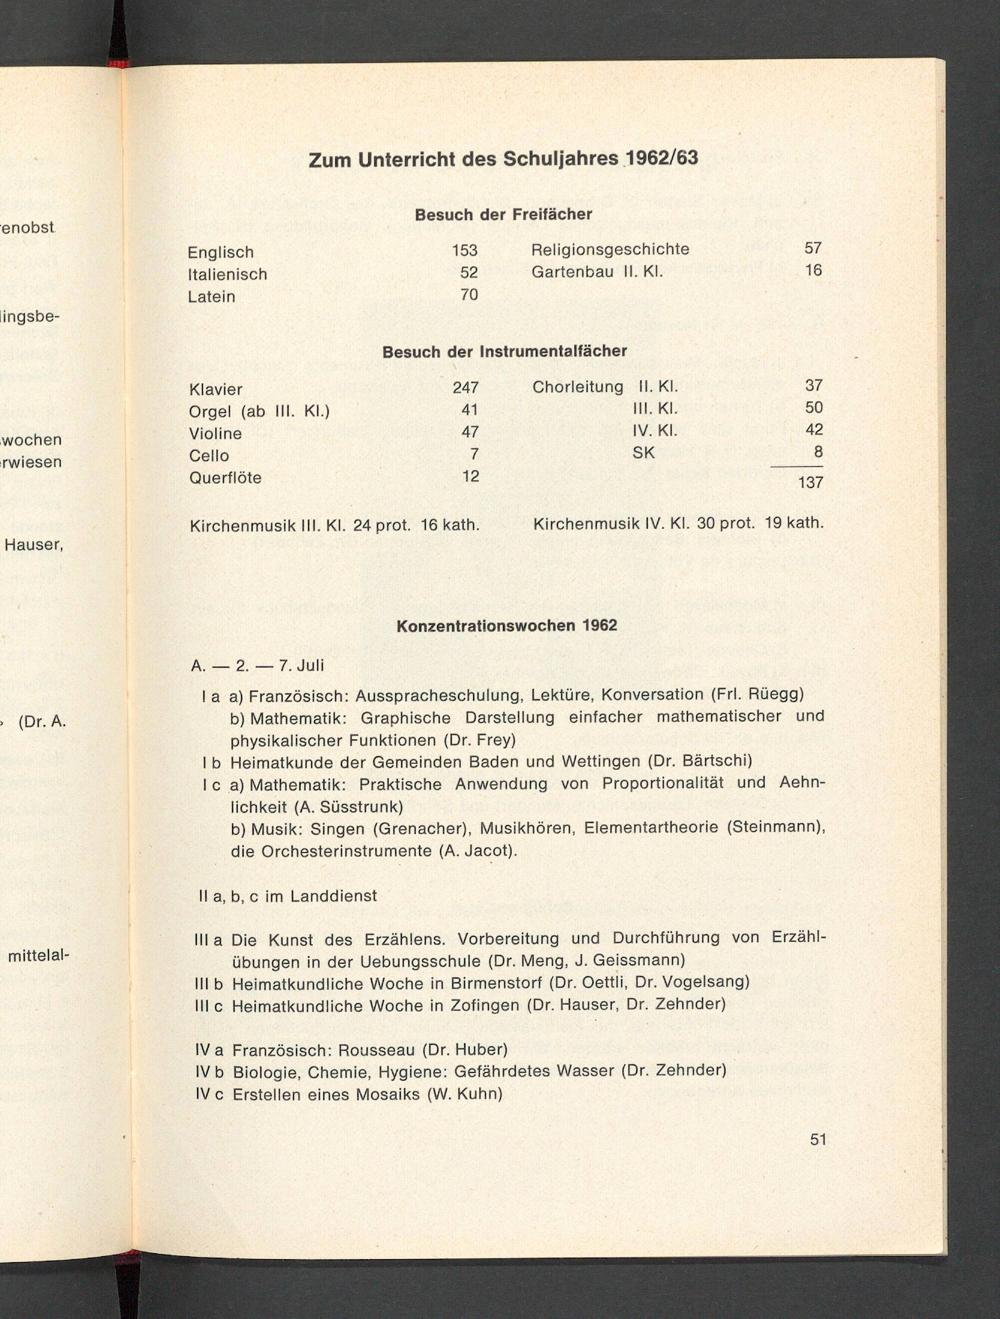 enobst
lingsbe-
wochen
rwiesen
Hauser,
(Dr. A.
mittelal-
Zum Unterricht des Schuljahres 1962/63
Besuch der Freifächer
Englisch 153 Religionsgeschichte 57
Italienisch 52 Gartenbau II. Kl. 16
Latein 70
Besuch der Instrumentalfächer
Klavier 247 Chorleitung II. Kl. 37
Orgel (ab III. Kl.) 41 III. Kl. 50
Violine 47 IV. Kl. 42
Cello 7 SK 8
Querflöte 12 137
Kirchenmusik III. Kl. 24 prot. 16 kath. Kirchenmusik IV. Kl. 30 prot. 19 kath.
Konzentrationswochen 1962
A. — 2. — 7. Juli
I a a) Französisch: Ausspracheschulung, Lektüre, Konversation (Frl. Rüegg)
b) Mathematik: Graphische Darstellung einfacher mathematischer und
physikalischer Funktionen (Dr. Frey)
I b Heimatkunde der Gemeinden Baden und Wettingen (Dr. Bärtschi)
I c a) Mathematik: Praktische Anwendung von Proportionalität und Aehn-
lichkeit (A. Süsstrunk)
b) Musik: Singen (Grenacher), Musikhören, Elementartheorie (Steinmann),
die Orchesterinstrumente (A. Jacot).
II a, b, c im Landdienst
III a Die Kunst des Erzählens. Vorbereitung und Durchführung von Erzähl-
übungen in der Uebungsschule (Dr. Meng, J. Geissmann)
III b Heimatkundliche Woche in Birmenstorf (Dr. Oettli, Dr. Vogelsang)
III c Heimatkundliche Woche in Zofingen (Dr. Hauser, Dr. Zehnder)
IV a Französisch: Rousseau (Dr. Huber)
IV b Biologie, Chemie, Hygiene: Gefährdetes Wasser (Dr. Zehnder)
IV c Erstellen eines Mosaiks (W. Kuhn)
51